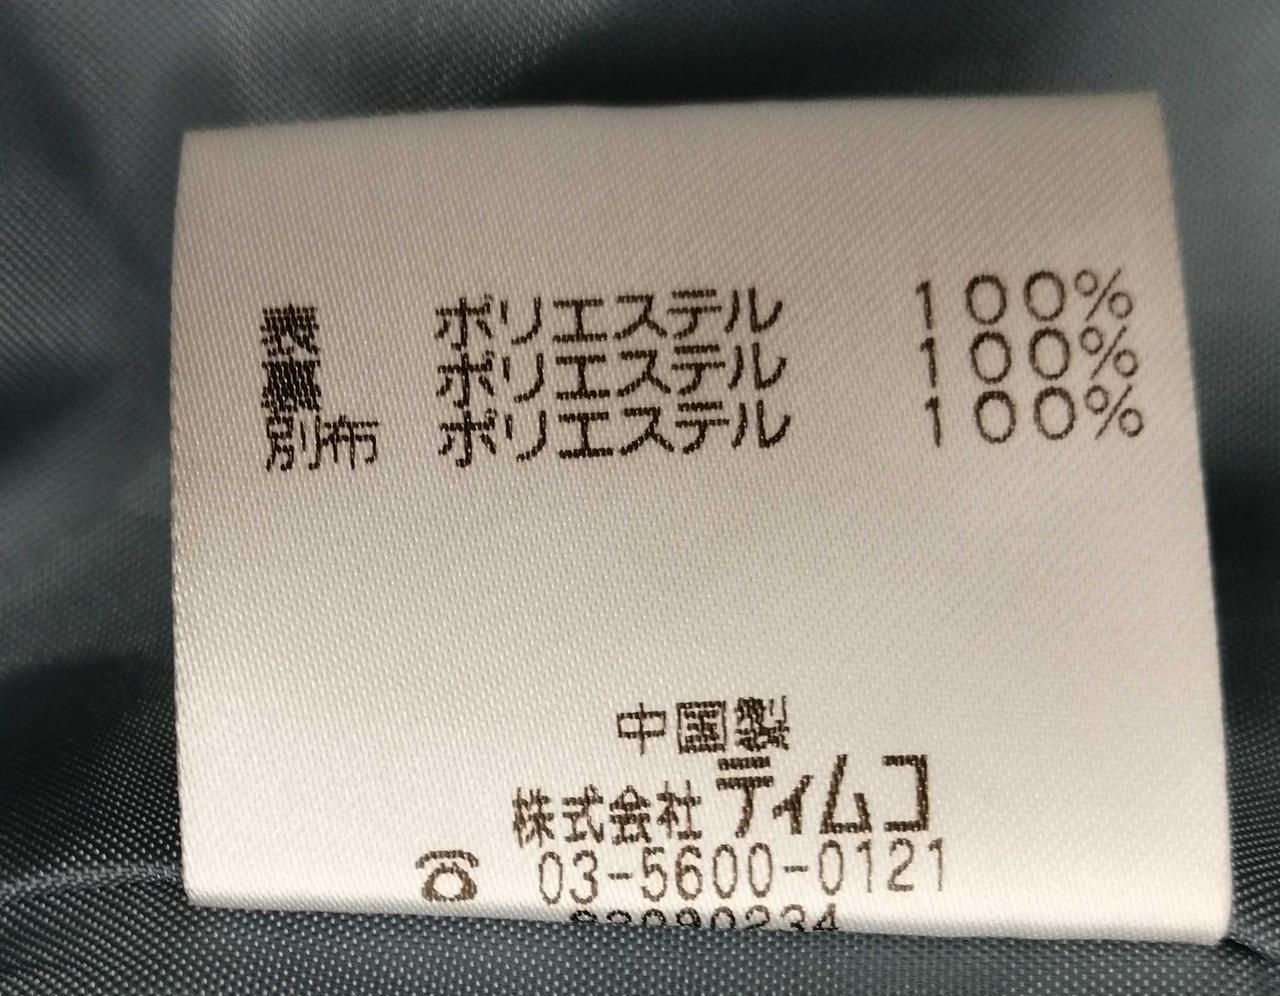 表 ポリエステル 100%
裏 ポリエステル 100%
別布 ポリエステル 100%
中国製
株式会社ティムコ
☎ 03-5600-0121